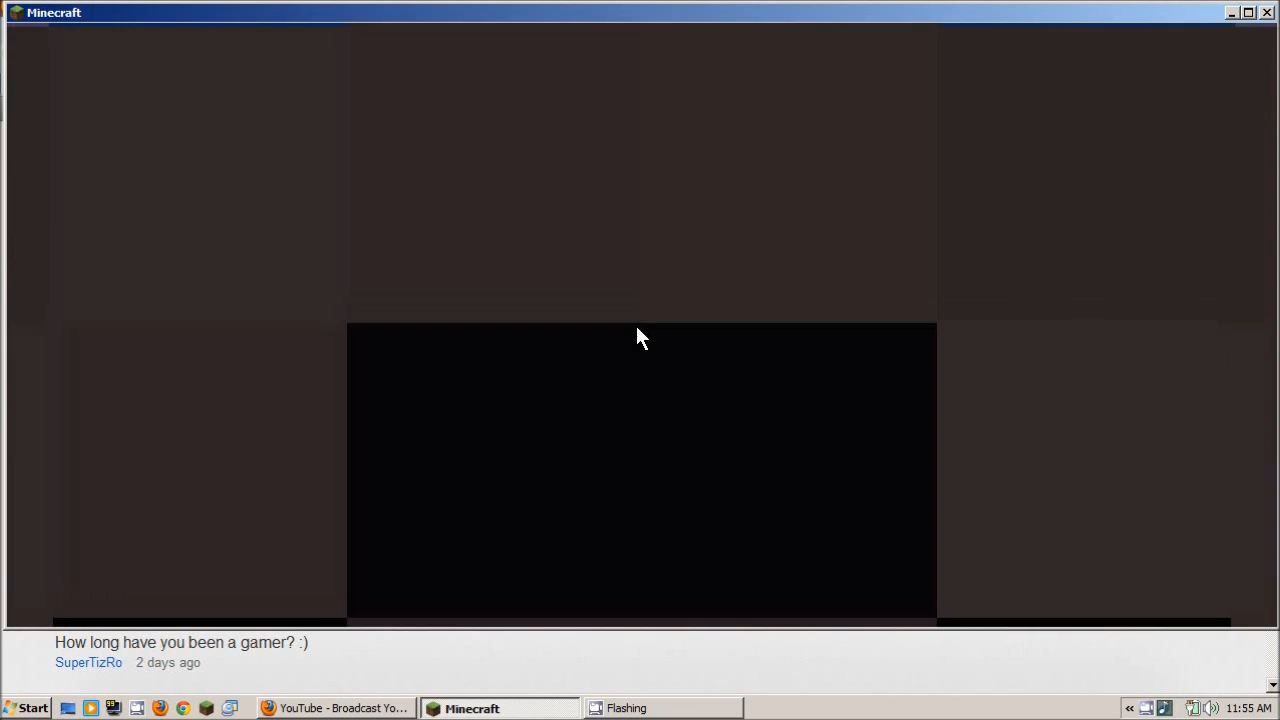 Minecraft
How long have you been a gamer? :)
SuperTizRo 2 days ago
Start YouTube - Broadcast Yo... Minecraft Flashing « 11:55 AM